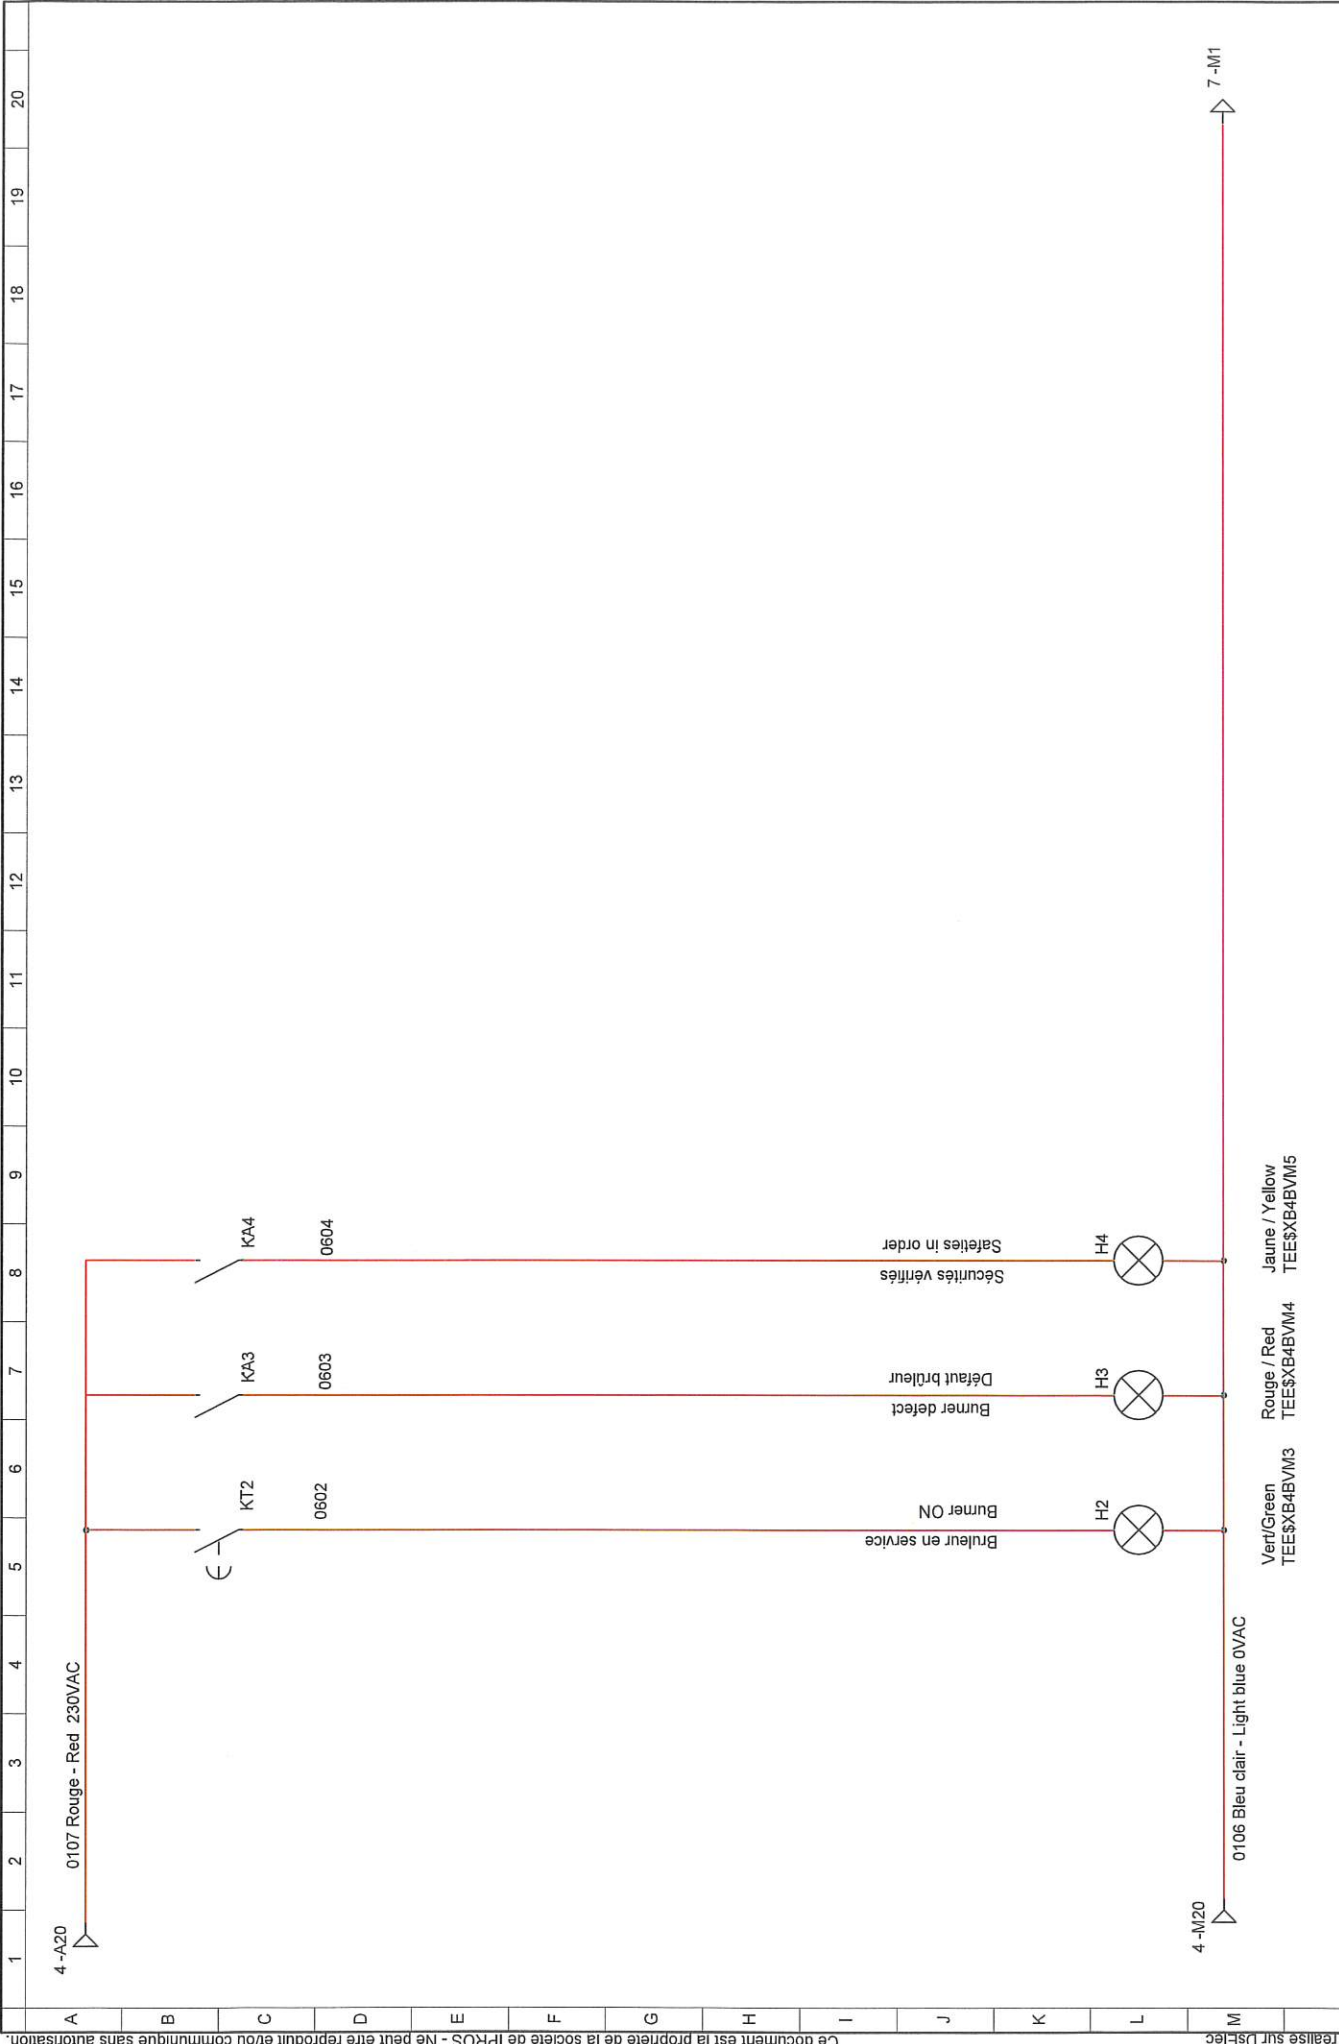 1 2 3 4 5 6 7 8 9 10 11 12 13 14 15 16 17 18 19 20
A
4 -A20
0107 Rouge - Red 230VAC
B
C
KT2
KA3
KA4
D
0602
0603
0604
E
F
G
H
I
J
Bruleur en service
Burner ON
Burner defect
Défaut brûleur
Sécurités vérifiés
Safeties in order
K
L
H2
H3
H4
M
4 -M20
7 -M1
0106 Bleu clair - Light blue 0VAC
Vert/Green
TEE$XB4BVM3
Rouge / Red
TEE$XB4BVM4
Jaune / Yellow
TEE$XB4BVM5
Ce document est la propriété de la société de IPROS - Ne peut être reproduit et/ou communiqué sans autorisation.
réalisé sur DsElec